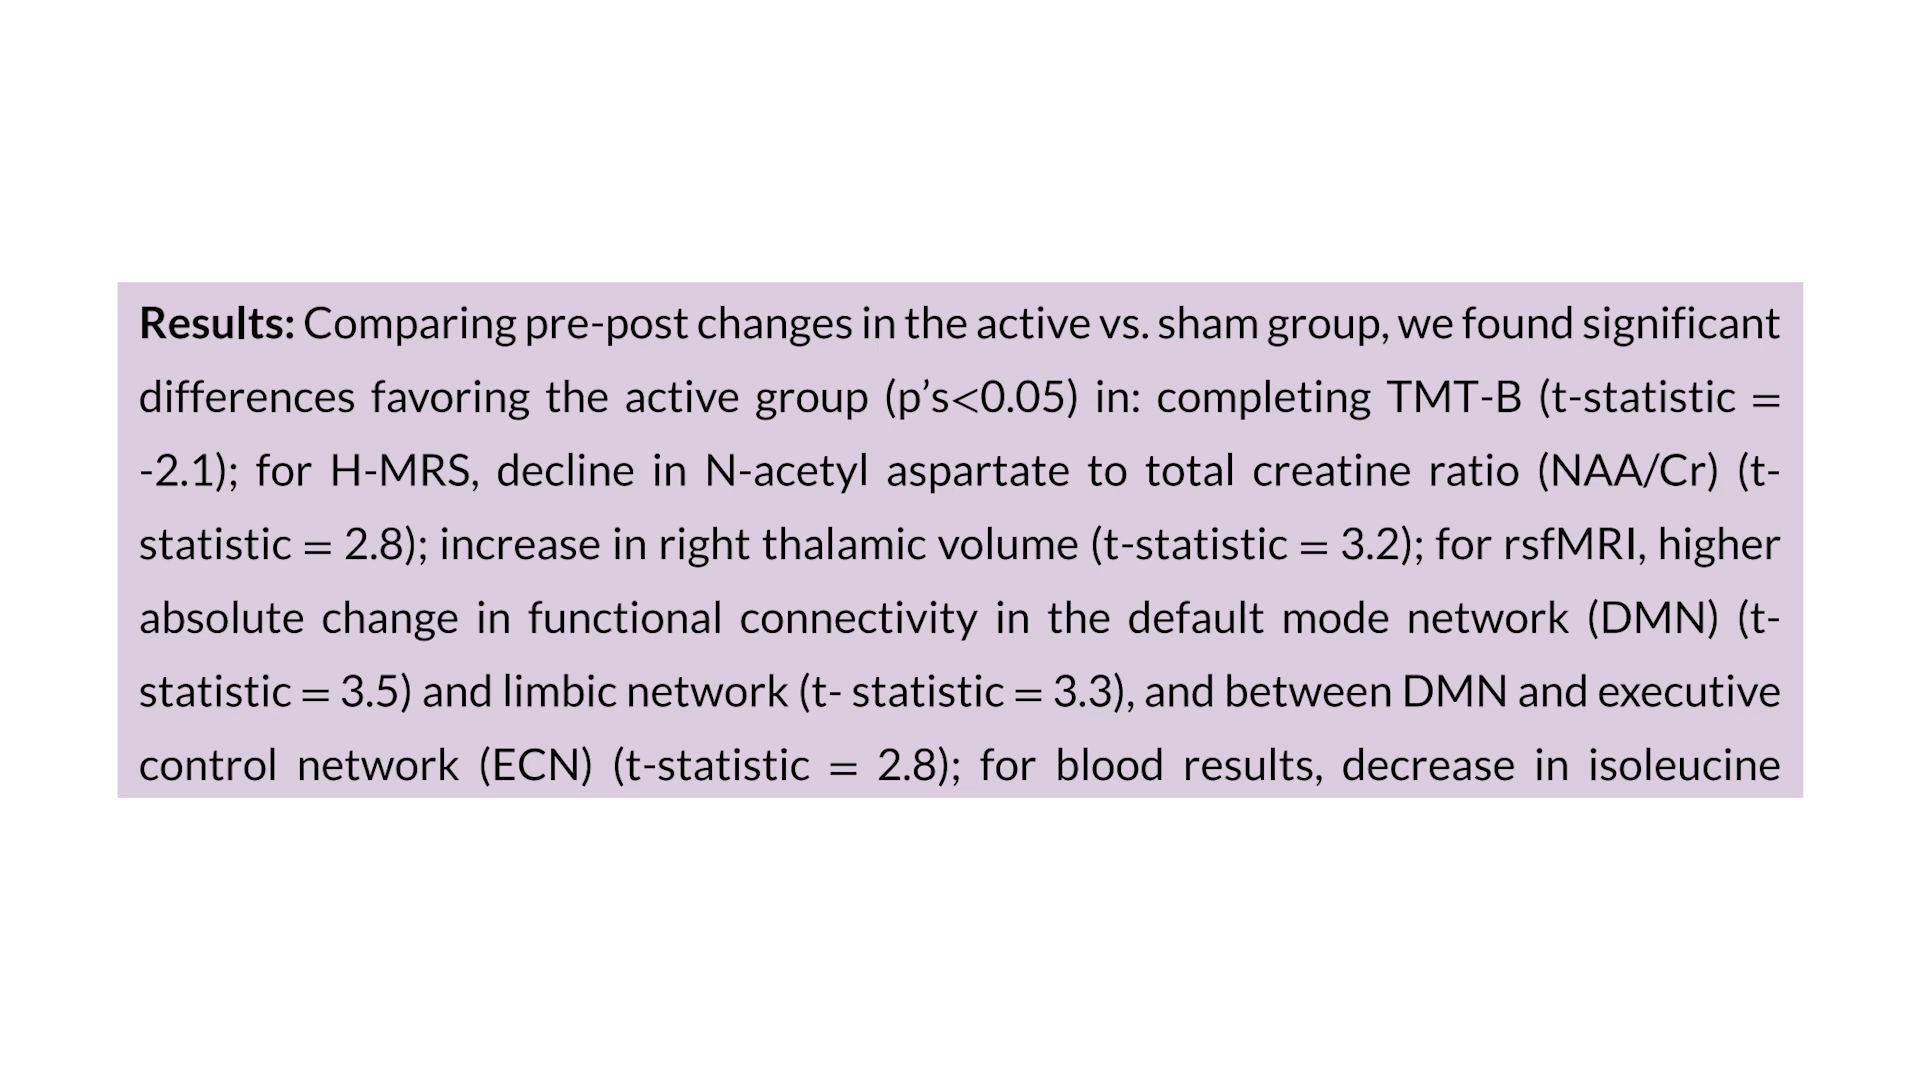 Results: Comparing pre-post changes in the active vs. sham group, we found significant
differences favoring the active group (p’s<0.05) in: completing TMT-B (t-statistic =
-2.1); for H-MRS, decline in N-acetyl aspartate to total creatine ratio (NAA/Cr) (t-
statistic = 2.8); increase in right thalamic volume (t-statistic = 3.2); for rsfMRI, higher
absolute change in functional connectivity in the default mode network (DMN) (t-
statistic = 3.5) and limbic network (t- statistic = 3.3), and between DMN and executive
control network (ECN) (t-statistic = 2.8); for blood results, decrease in isoleucine